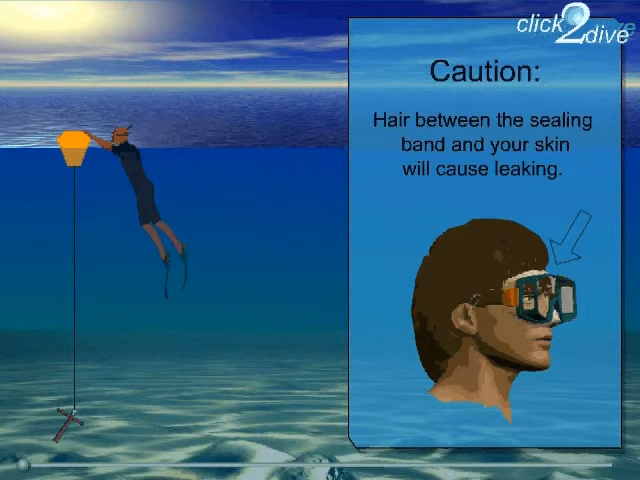 click2dive
Caution:
Hair between the sealing
band and your skin
will cause leaking.